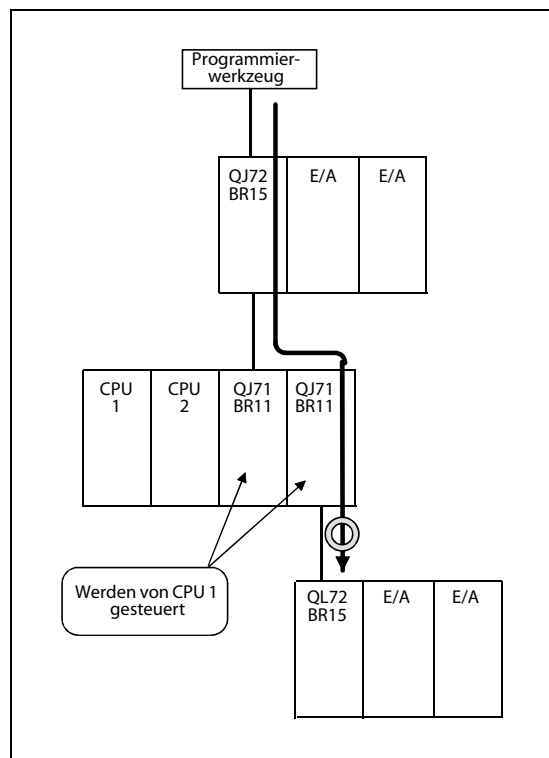 Programmier-
werkzeug
QJ72
BR15
E/A
E/A
CPU
1
CPU
2
QJ71
BR11
QJ71
BR11
Werden von CPU 1
gesteuert
QL72
BR15
E/A
E/A